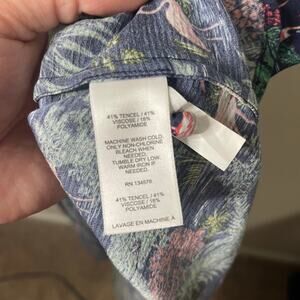 41% TENCEL / 41%
VISCOSE / 18%
POLYAMIDE
MACHINE WASH COLD.
ONLY NON-CHLORINE
BLEACH WHEN
NEEDED.
TUMBLE DRY LOW.
WARM IRON IF
NEEDED.
RN 134578
41% TENCEL / 41%
VISCOSE / 18%
POLYAMIDE
LAVAGE EN MACHINE A